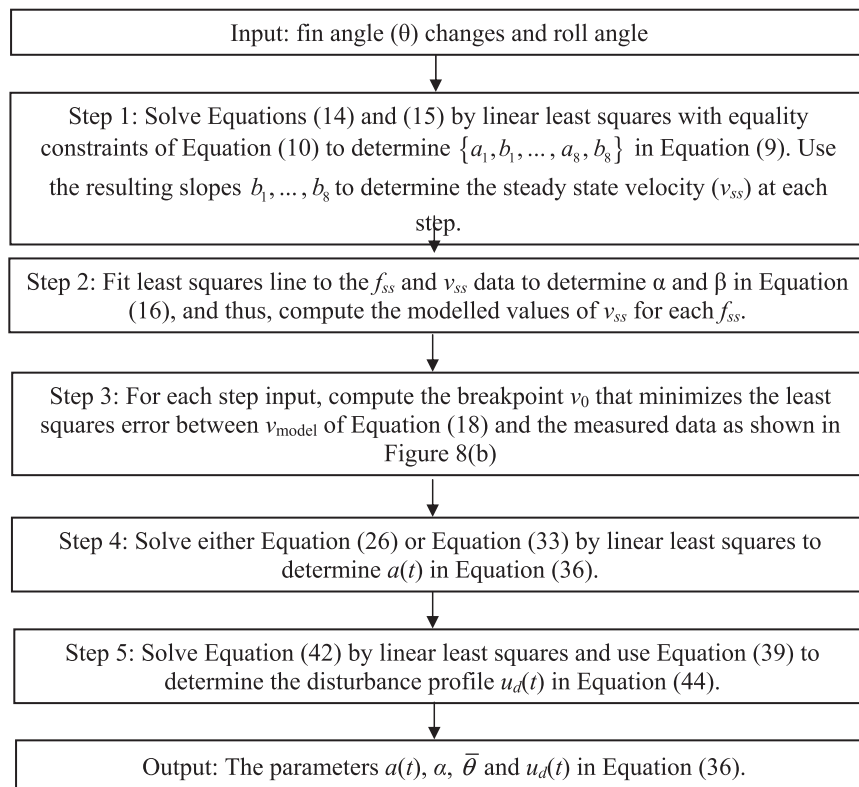 Input: fin angle (θ) changes and roll angle
Step 1: Solve Equations (14) and (15) by linear least squares with equality
constraints of Equation (10) to determine {a₁,b₁,...,a₈,b₈} in Equation (9). Use
the resulting slopes b₁,...,b₈ to determine the steady state velocity (vₛₛ) at each
step.
Step 2: Fit least squares line to the fₛₛ and vₛₛ data to determine α and β in Equation
(16), and thus, compute the modelled values of vₛₛ for each fₛₛ.
Step 3: For each step input, compute the breakpoint v₀ that minimizes the least
squares error between v_model of Equation (18) and the measured data as shown in
Figure 8(b)
Step 4: Solve either Equation (26) or Equation (33) by linear least squares to
determine a(t) in Equation (36).
Step 5: Solve Equation (42) by linear least squares and use Equation (39) to
determine the disturbance profile u_d(t) in Equation (44).
Output: The parameters a(t), α, θ̅ and u_d(t) in Equation (36).